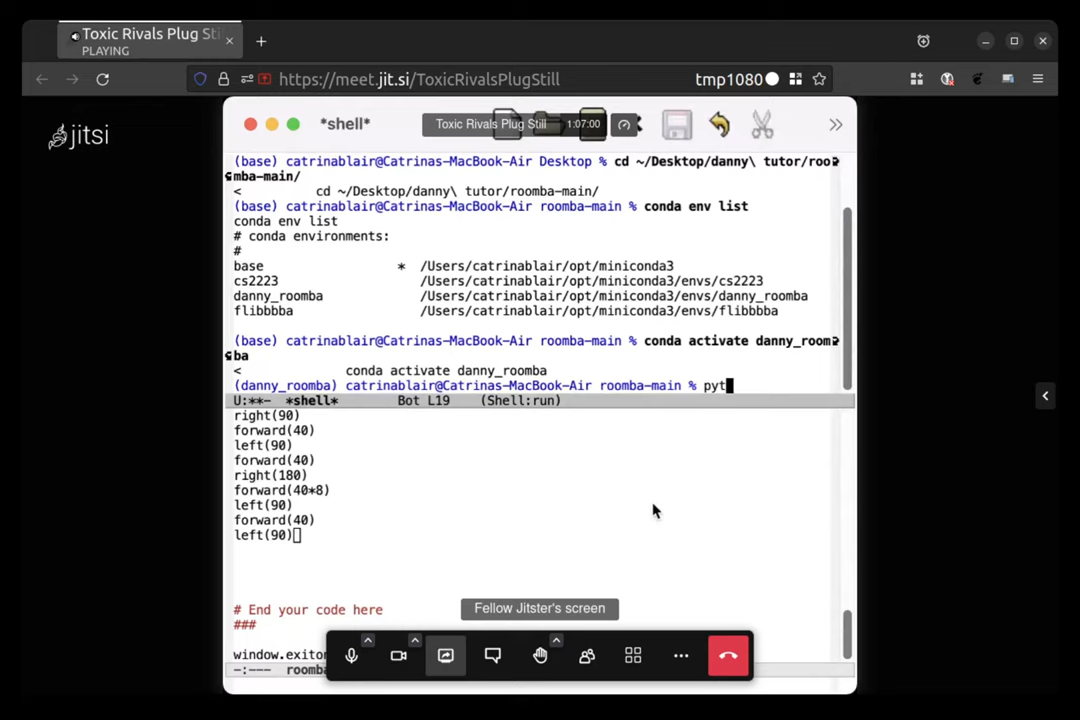 Toxic Rivals Plug Sti
PLAYING
https://meet.jit.si/ToxicRivalsPlugStill
tmp1080
jitsi
*shell*
Toxic Rivals Plug Still
1:07:00
(base) catrinablair@Catrinas-MacBook-Air Desktop % cd ~/Desktop/danny\ tutor/roo
mba-main/
< cd ~/Desktop/danny\ tutor/roomba-main/
(base) catrinablair@Catrinas-MacBook-Air roomba-main % conda env list
conda env list
# conda environments:
#
base * /Users/catrinablair/opt/miniconda3
cs2223 /Users/catrinablair/opt/miniconda3/envs/cs2223
danny_roomba /Users/catrinablair/opt/miniconda3/envs/danny_roomba
flibbbba /Users/catrinablair/opt/miniconda3/envs/flibbbba
(base) catrinablair@Catrinas-MacBook-Air roomba-main % conda activate danny_room
ba
< conda activate danny_roomba
(danny_roomba) catrinablair@Catrinas-MacBook-Air roomba-main % pyt
U:**- *shell* Bot L19 (Shell:run)
right(90)
forward(40)
left(90)
forward(40)
right(180)
forward(40*8)
left(90)
forward(40)
left(90)
# End your code here
###
Fellow Jitster's screen
window.exiton
-:--- roomba